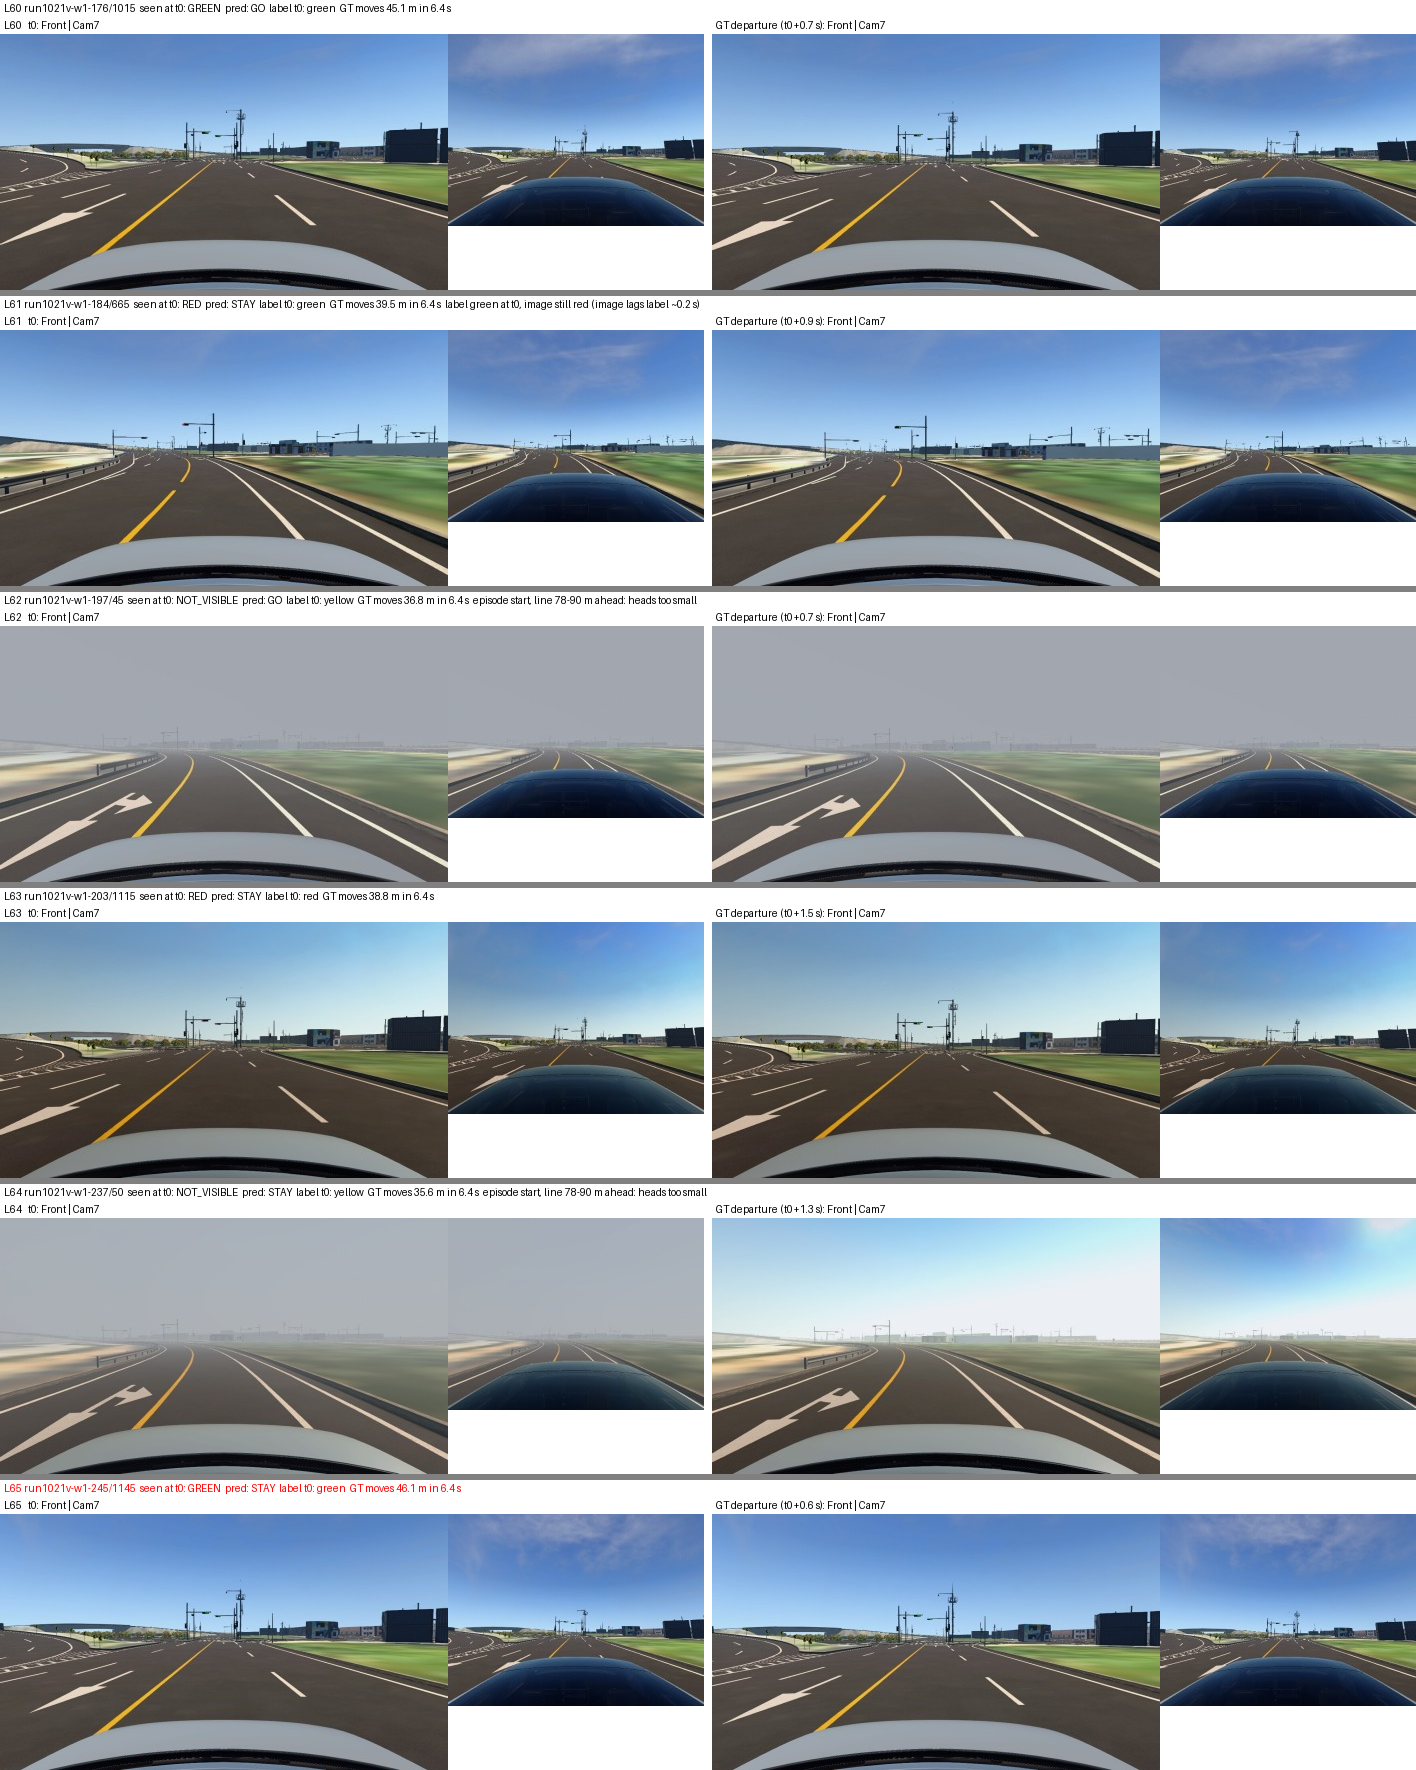 L60 run1021v-w1-176/1015 seen at t0: GREEN pred: GO label t0: green GT moves 45.1 m in 6.4 s
L60 t0: Front | Cam7
GT departure (t0+0.7 s): Front | Cam7
L61 run1021v-w1-184/665 seen at t0: RED pred: STAY label t0: green GT moves 39.5 m in 6.4 s label green at t0, image still red (image lags label ~0.2 s)
L61 t0: Front | Cam7
GT departure (t0+0.9 s): Front | Cam7
L62 run1021v-w1-197/45 seen at t0: NOT_VISIBLE pred: GO label t0: yellow GT moves 36.8 m in 6.4 s episode start, line 78-90 m ahead: heads too small
L62 t0: Front | Cam7
GT departure (t0+0.7 s): Front | Cam7
L63 run1021v-w1-203/1115 seen at t0: RED pred: STAY label t0: red GT moves 38.8 m in 6.4 s
L63 t0: Front | Cam7
GT departure (t0+1.5 s): Front | Cam7
L64 run1021v-w1-237/50 seen at t0: NOT_VISIBLE pred: STAY label t0: yellow GT moves 35.6 m in 6.4 s episode start, line 78-90 m ahead: heads too small
L64 t0: Front | Cam7
GT departure (t0+1.3 s): Front | Cam7
L65 run1021v-w1-245/1145 seen at t0: GREEN pred: STAY label t0: green GT moves 46.1 m in 6.4 s
L65 t0: Front | Cam7
GT departure (t0+0.6 s): Front | Cam7